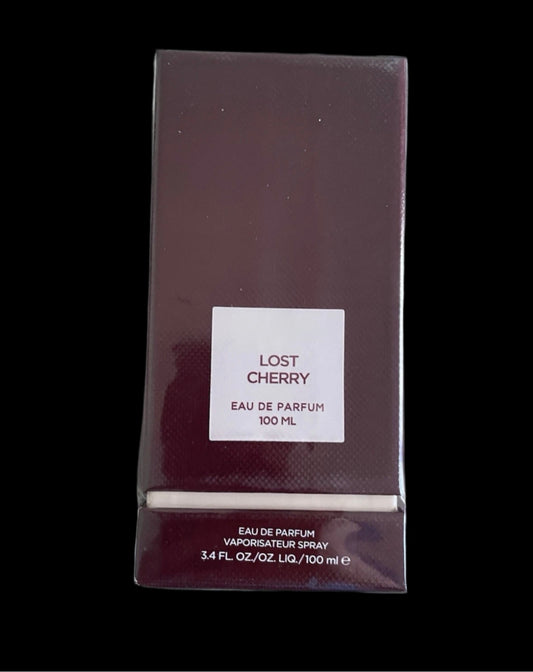 LOST
CHERRY
EAU DE PARFUM
100 ML
EAU DE PARFUM
VAPORISATEUR SPRAY
3.4 FL. OZ./OZ. LIQ./100 ml ℮